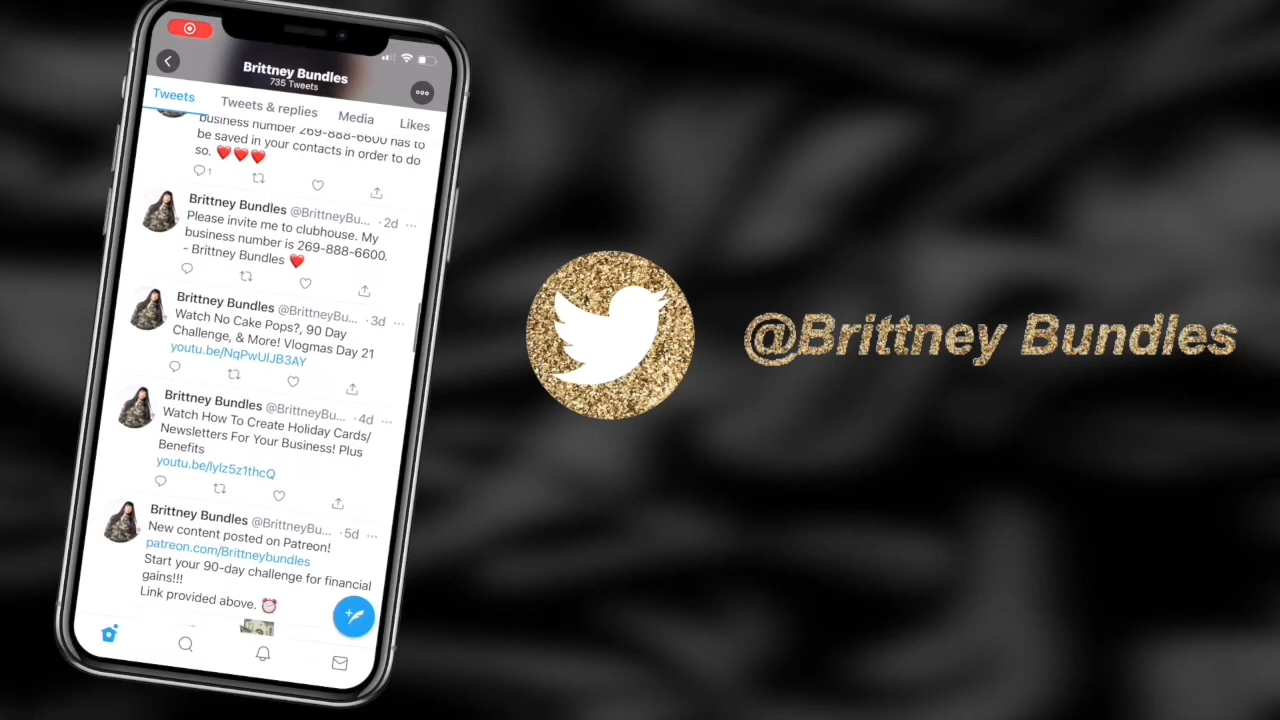 Brittney Bundles
735 Tweets
Tweets Tweets & replies Media Likes
business number 269-888-6600 has to
be saved in your contacts in order to do
so. ❤️❤️❤️
1
Brittney Bundles @BrittneyBu... · 2d ...
Please invite me to clubhouse. My
business number is 269-888-6600.
- Brittney Bundles ❤️
Brittney Bundles @BrittneyBu... · 3d ...
Watch No Cake Pops?, 90 Day
Challenge, & More! Vlogmas Day 21
youtu.be/NqPwUIJB3AY
Brittney Bundles @BrittneyBu... · 4d ...
Watch How To Create Holiday Cards/
Newsletters For Your Business! Plus
Benefits
youtu.be/lylz5z1thcQ
Brittney Bundles @BrittneyBu... · 5d ...
New content posted on Patreon!
patreon.com/Brittneybundles
Start your 90-day challenge for financial
gains!!!
Link provided above. ⏰
@Brittney Bundles